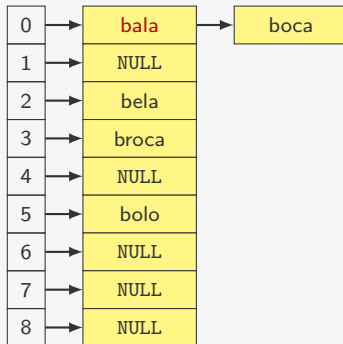 0 bala boca
1 NULL
2 bela
3 broca
4 NULL
5 bolo
6 NULL
7 NULL
8 NULL